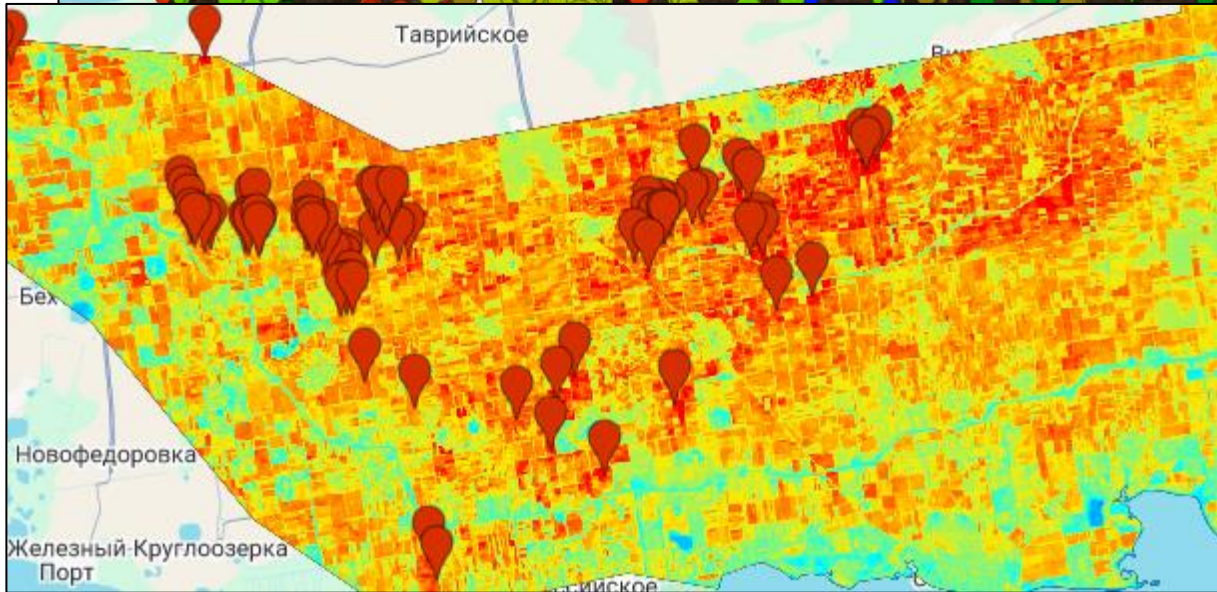 Таврийское
Бех
Новофедоровка
Железный Порт
Круглоозерка